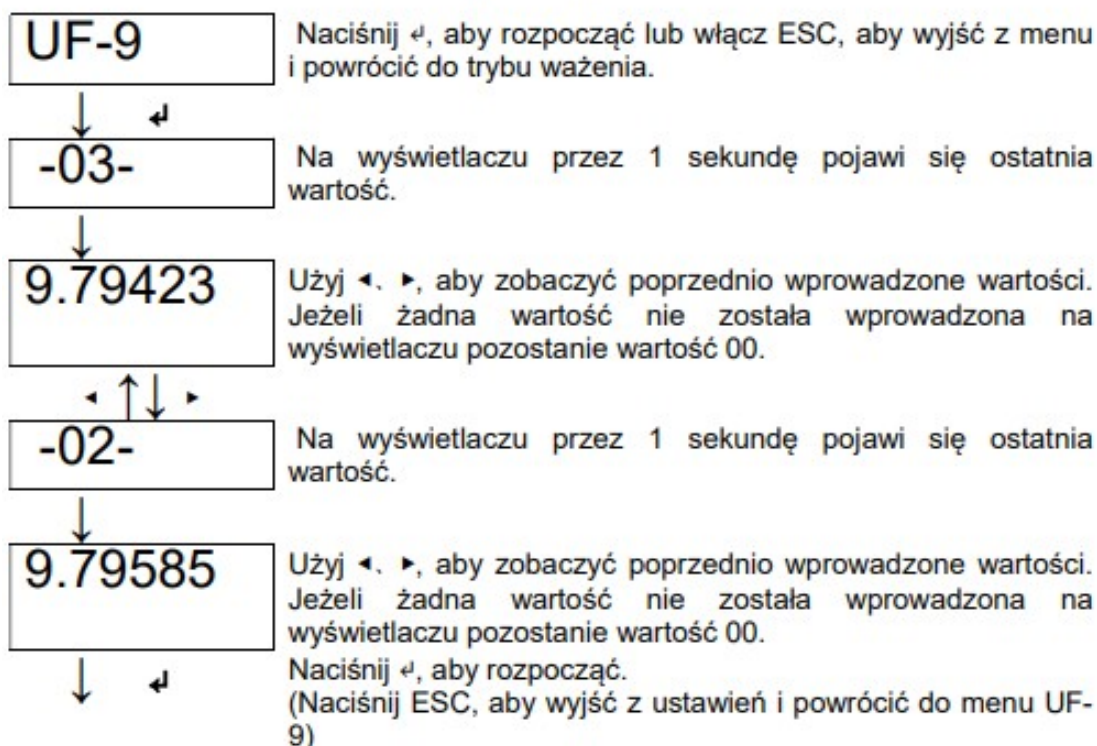 UF-9
Naciśnij ↵, aby rozpocząć lub włącz ESC, aby wyjść z menu
i powrócić do trybu ważenia.
↓ ↵
-03-
Na wyświetlaczu przez 1 sekundę pojawi się ostatnia
wartość.
↓
9.79423
Użyj ◄、►, aby zobaczyć poprzednio wprowadzone wartości.
Jeżeli żadna wartość nie została wprowadzona na
wyświetlaczu pozostanie wartość 00.
◄ ↑↓ ►
-02-
Na wyświetlaczu przez 1 sekundę pojawi się ostatnia
wartość.
↓
9.79585
Użyj ◄、►, aby zobaczyć poprzednio wprowadzone wartości.
Jeżeli żadna wartość nie została wprowadzona na
wyświetlaczu pozostanie wartość 00.
↓ ↵
Naciśnij ↵, aby rozpocząć.
(Naciśnij ESC, aby wyjść z ustawień i powrócić do menu UF-
9)